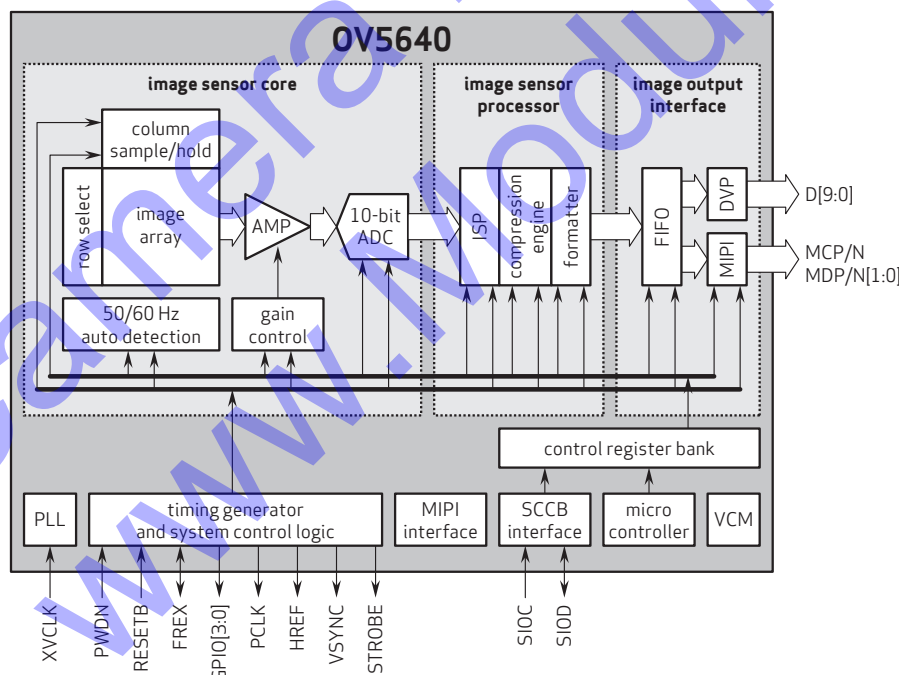 OV5640
image sensor core
image sensor
processor
image output
interface
column
sample/hold
row select
image
array
AMP
10-bit
ADC
ISP
compression
engine
formatter
FIFO
DVP
MIPI
D[9:0]
MCP/N
MDP/N[1:0]
50/60 Hz
auto detection
gain
control
control register bank
PLL
timing generator
and system control logic
MIPI
interface
SCCB
interface
micro
controller
VCM
XVCLK
PWDN
RESETB
FREX
GPIO[3:0]
PCLK
HREF
VSYNC
STROBE
SIOC
SIOD
Camera
www.Modul